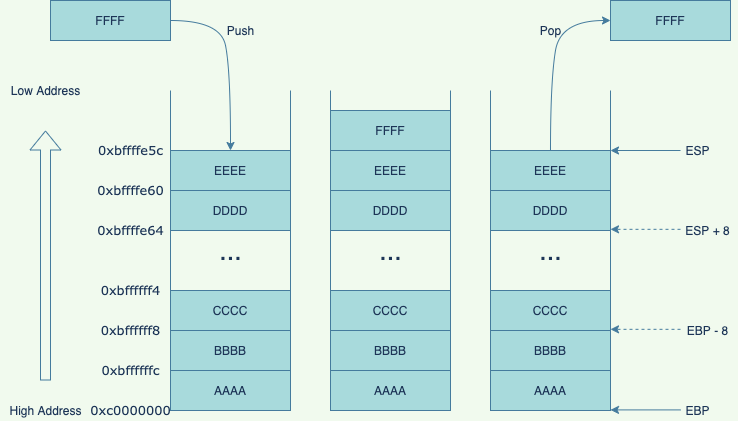 FFFF
FFFF
Push
Pop
Low Address
FFFF
0xbffffe5c
ESP
EEEE
EEEE
EEEE
0xbffffe60
DDDD
DDDD
DDDD
0xbffffe64
ESP + 8
...
...
...
0xbffffff4
CCCC
CCCC
CCCC
0xbffffff8
EBP - 8
BBBB
BBBB
BBBB
0xbffffffc
AAAA
AAAA
AAAA
High Address
0xc0000000
EBP